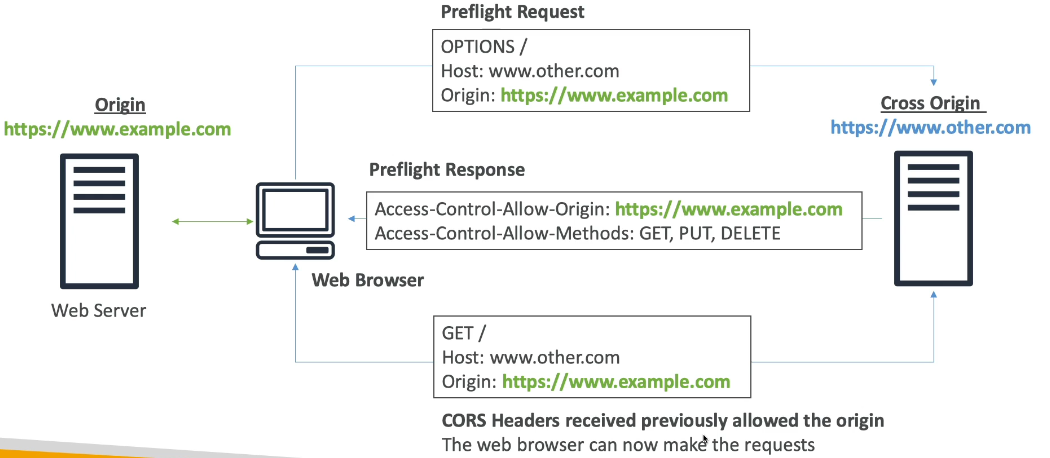 Preflight Request
OPTIONS /
Host: www.other.com
Origin: https://www.example.com
Origin
https://www.example.com
Cross Origin
https://www.other.com
Preflight Response
Access-Control-Allow-Origin: https://www.example.com
Access-Control-Allow-Methods: GET, PUT, DELETE
Web Browser
Web Server
GET /
Host: www.other.com
Origin: https://www.example.com
CORS Headers received previously allowed the origin
The web browser can now make the requests